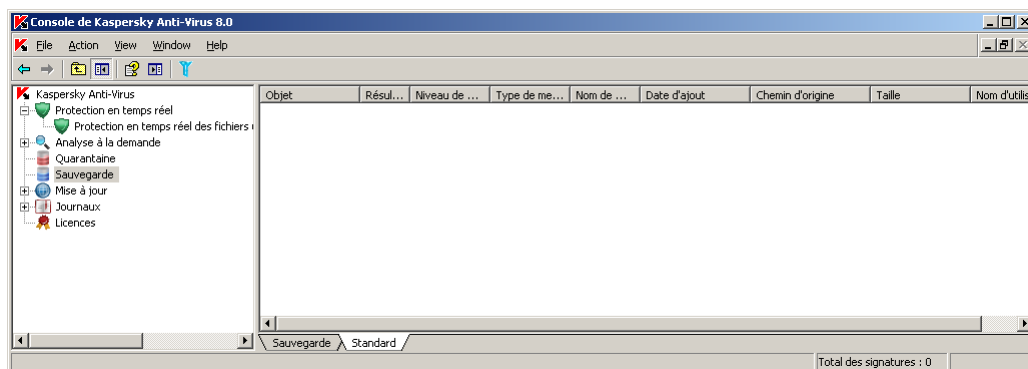 Console de Kaspersky Anti-Virus 8.0
File Action View Window Help
Kaspersky Anti-Virus
Protection en temps réel
Protection en temps réel des fichiers
Analyse à la demande
Quarantaine
Sauvegarde
Mise à jour
Journaux
Licences
Objet Résul... Niveau de ... Type de me... Nom de ... Date d'ajout Chemin d'origine Taille Nom d'utilis
Sauvegarde Standard
Total des signatures : 0